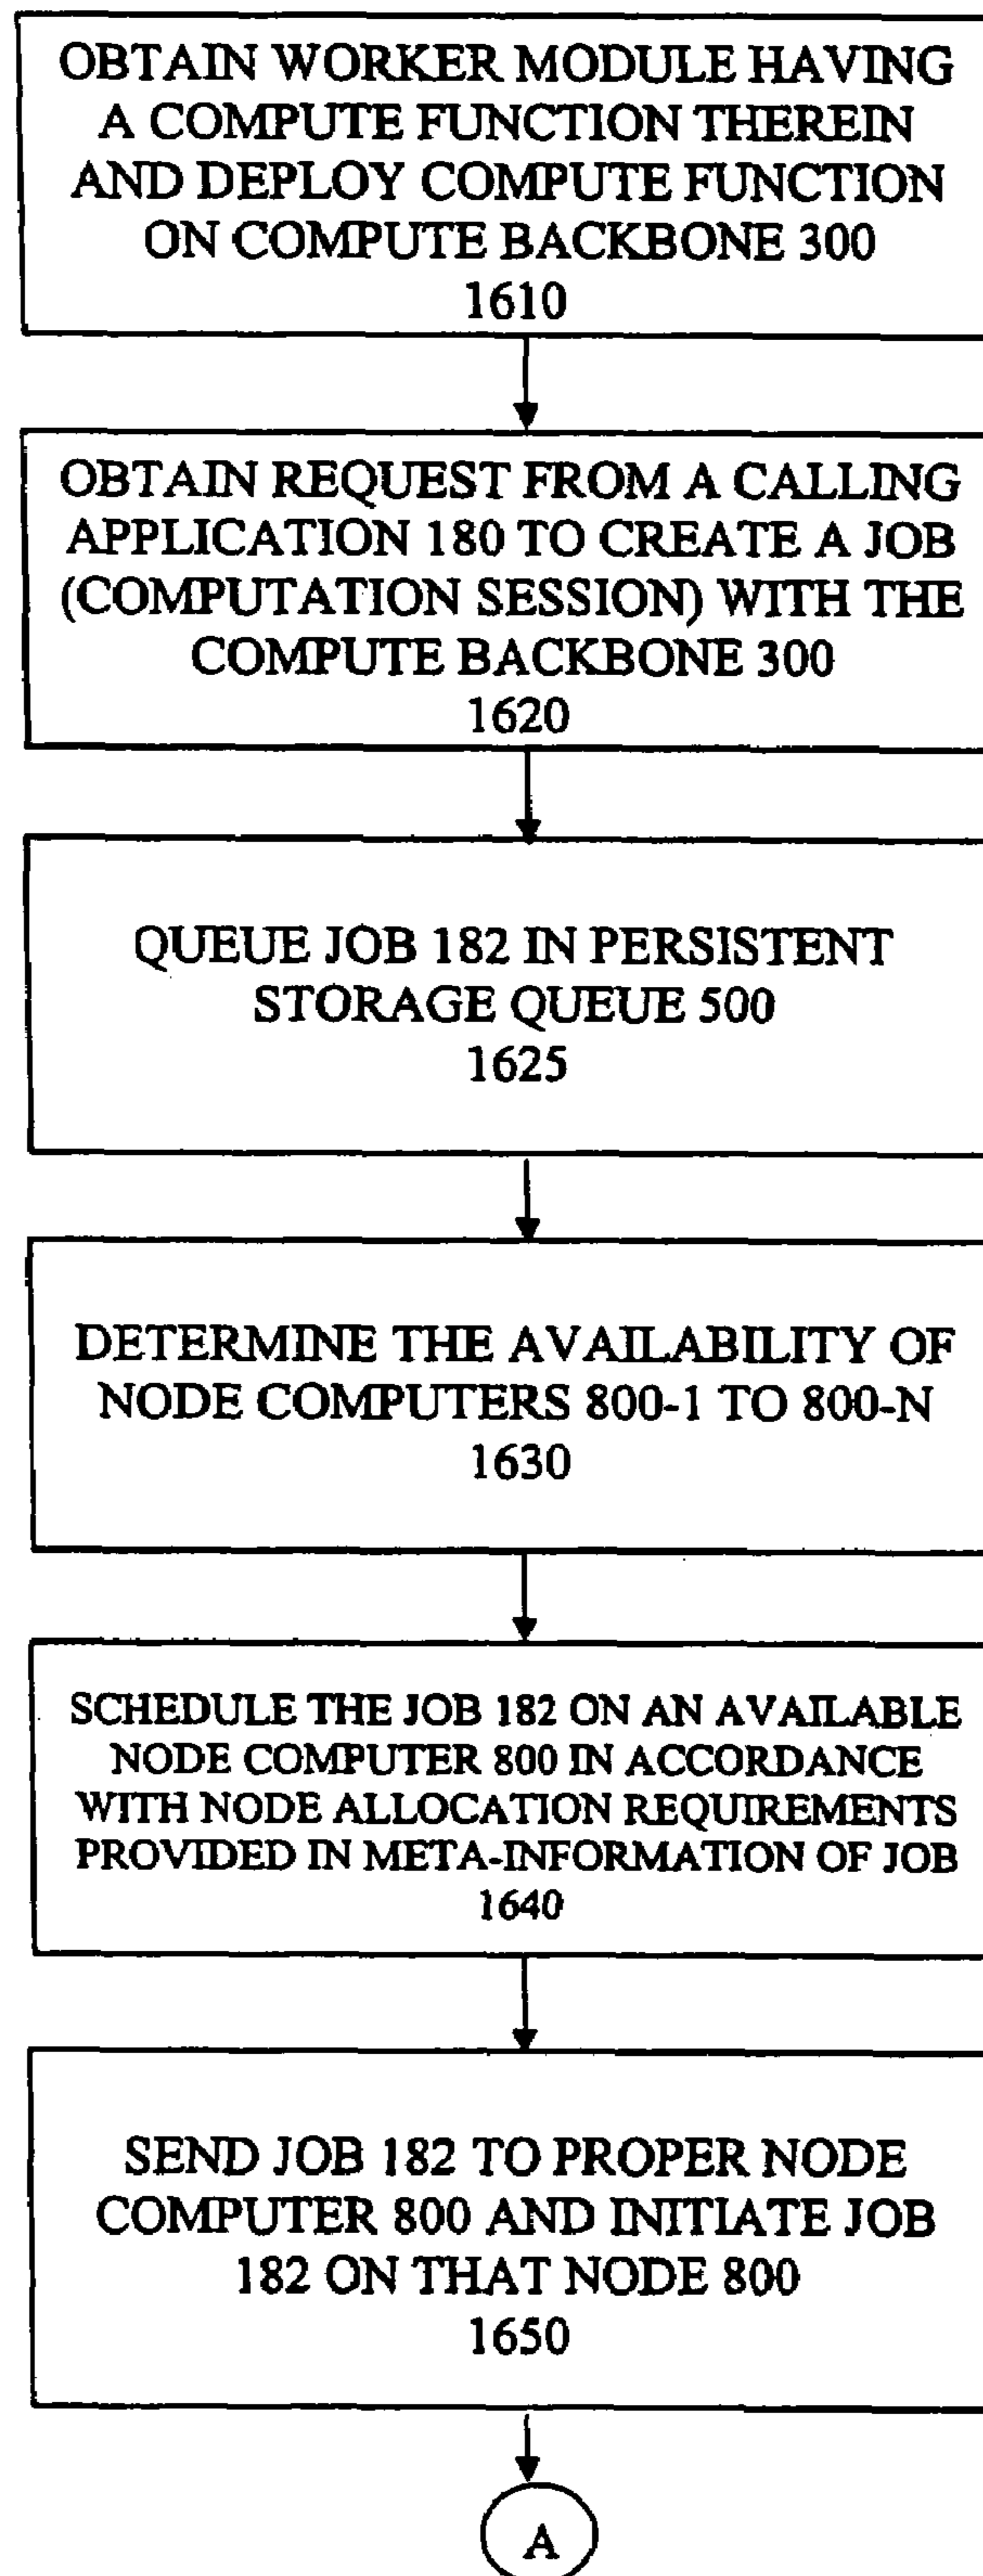 OBTAIN WORKER MODULE HAVING
A COMPUTE FUNCTION THEREIN
AND DEPLOY COMPUTE FUNCTION
ON COMPUTE BACKBONE 300
1610
OBTAIN REQUEST FROM A CALLING
APPLICATION 180 TO CREATE A JOB
(COMPUTATION SESSION) WITH THE
COMPUTE BACKBONE 300
1620
QUEUE JOB 182 IN PERSISTENT
STORAGE QUEUE 500
1625
DETERMINE THE AVAILABILITY OF
NODE COMPUTERS 800-1 TO 800-N
1630
SCHEDULE THE JOB 182 ON AN AVAILABLE
NODE COMPUTER 800 IN ACCORDANCE
WITH NODE ALLOCATION REQUIREMENTS
PROVIDED IN META-INFORMATION OF JOB
1640
SEND JOB 182 TO PROPER NODE
COMPUTER 800 AND INITIATE JOB
182 ON THAT NODE 800
1650
A